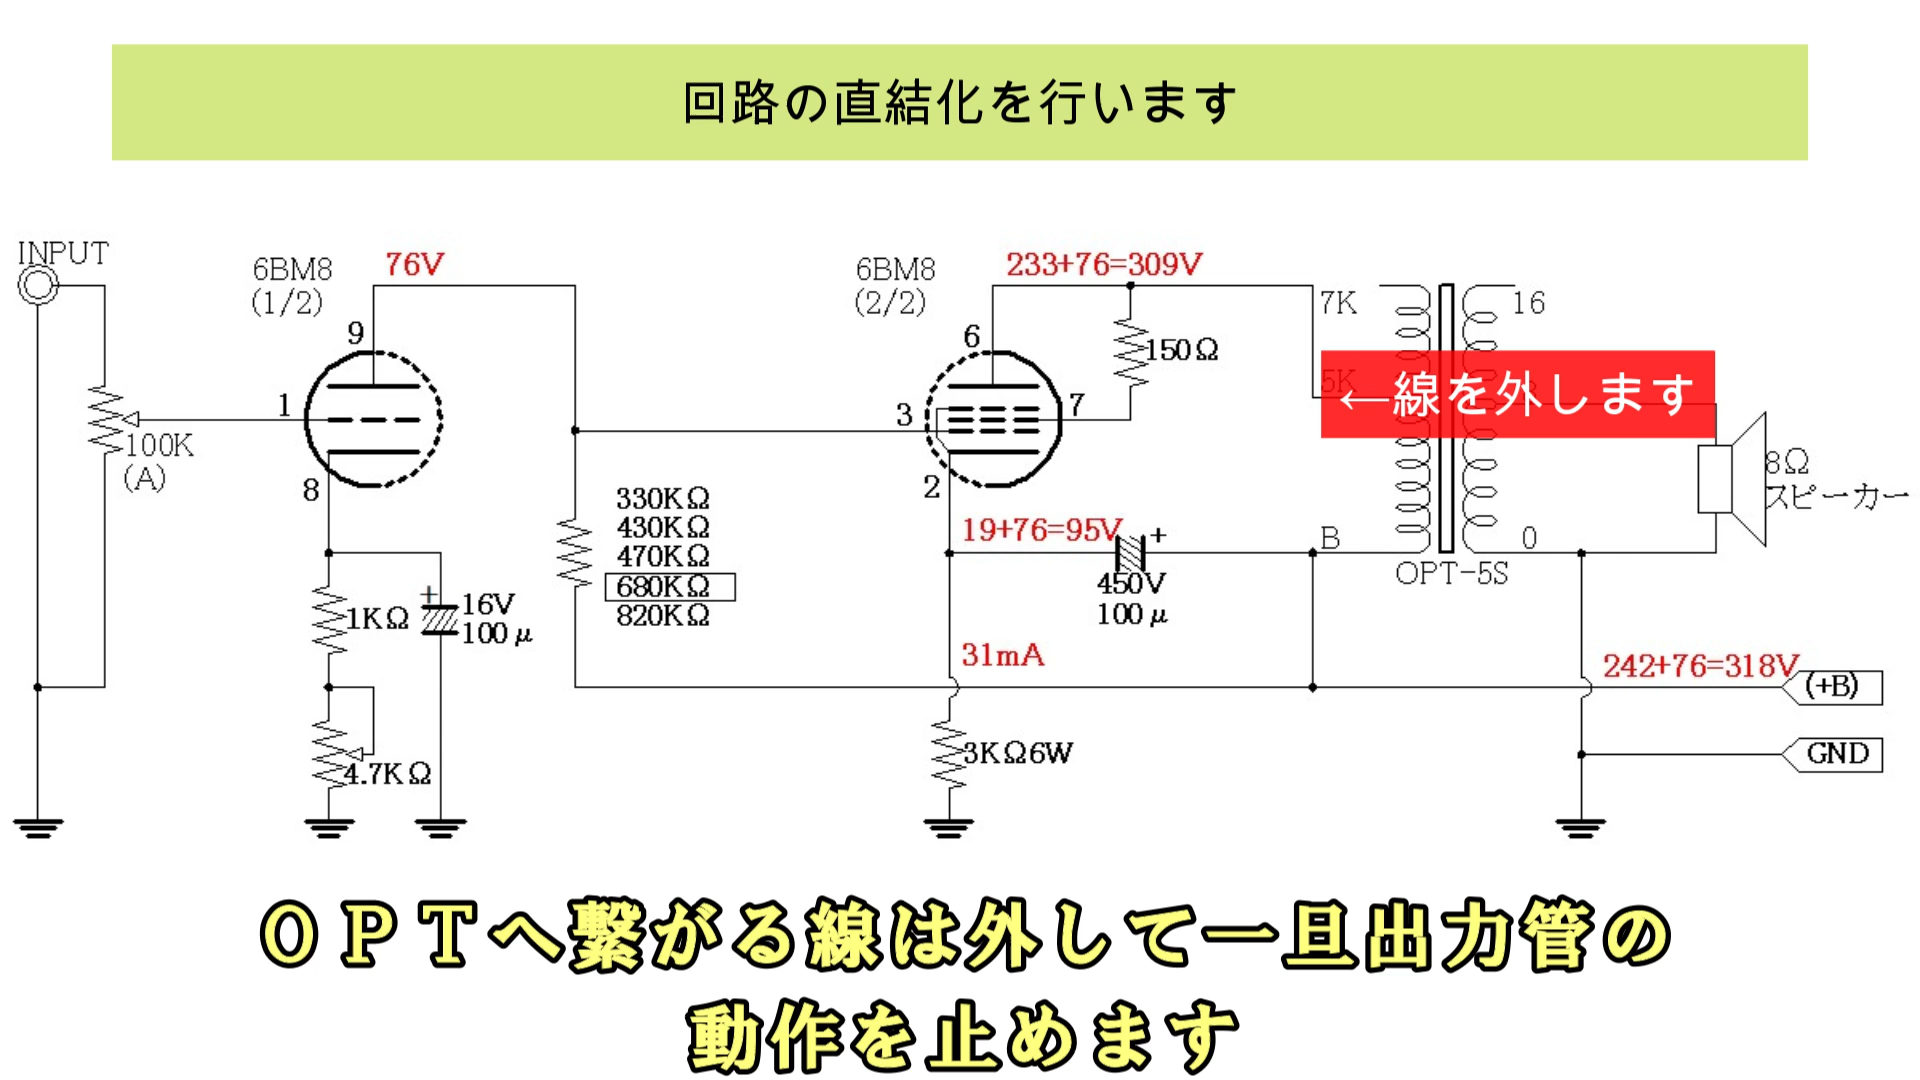 回路の直結化を行います
INPUT
6BM8
(1/2)
76V
9
1
8
100K
(A)
1KΩ
+
16V
100μ
4.7KΩ
330KΩ
430KΩ
470KΩ
680KΩ
820KΩ
6BM8
(2/2)
233+76=309V
6
3
7
2
150Ω
19+76=95V
+
450V
100μ
31mA
3KΩ6W
7K
5K
←線を外します
B
16
0
OPT-5S
8Ω
スピーカー
242+76=318V
(+B)
GND
OPTへ繋がる線は外して一旦出力管の
動作を止めます